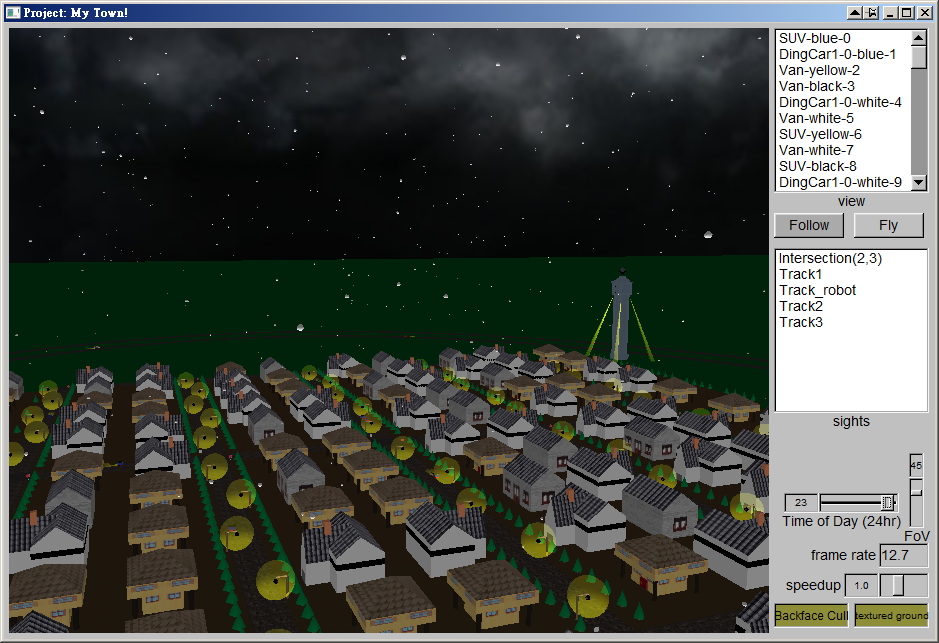 Project: My Town!
SUV-blue-0
DingCar1-0-blue-1
Van-yellow-2
Van-black-3
DingCar1-0-white-4
Van-white-5
SUV-yellow-6
Van-white-7
SUV-black-8
DingCar1-0-white-9
view
Follow Fly
Intersection(2,3)
Track1
Track_robot
Track2
Track3
sights
45
23
Time of Day (24hr)
FoV
frame rate 12.7
speedup 1.0
Backface Cull textured ground